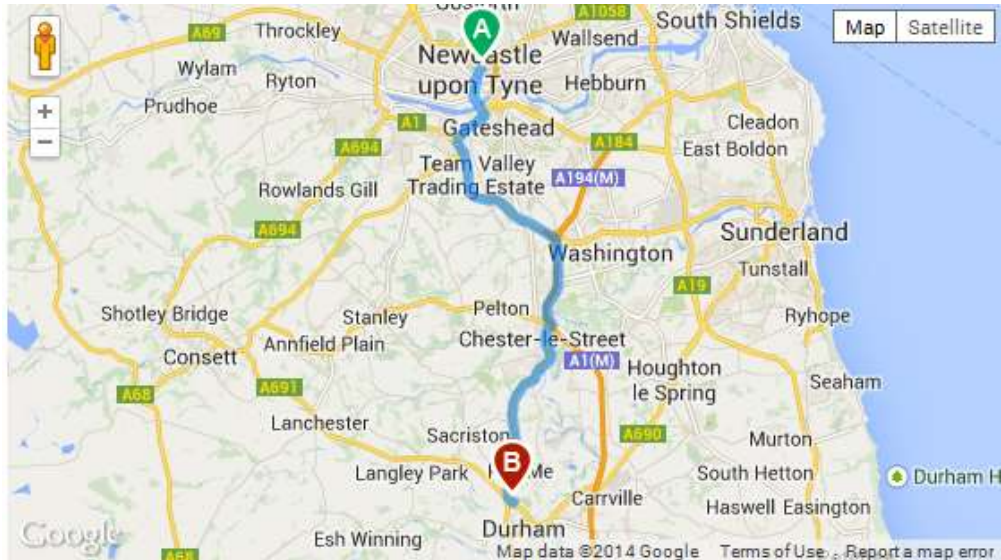 Gosforth
A
A1058
South Shields
Map
Satellite
A69
Throckley
Wallsend
Newcastle
upon Tyne
Wylam
Ryton
Hebburn
Prudhoe
+
−
A1
Gateshead
Cleadon
A184
A694
East Boldon
Team Valley
Trading Estate
A194(M)
Rowlands Gill
A694
Washington
Sunderland
Tunstall
A19
Shotley Bridge
Stanley
Pelton
Ryhope
Annfield Plain
Chester-le-Street
Consett
A1(M)
Houghton
le Spring
A68
A691
Seaham
Lanchester
Sacriston
A690
Murton
B
Me
Langley Park
South Hetton
Durham H
Carrville
Haswell
Easington
Google
Esh Winning
Durham
A68
Map data ©2014 Google
Terms of Use
Report a map error